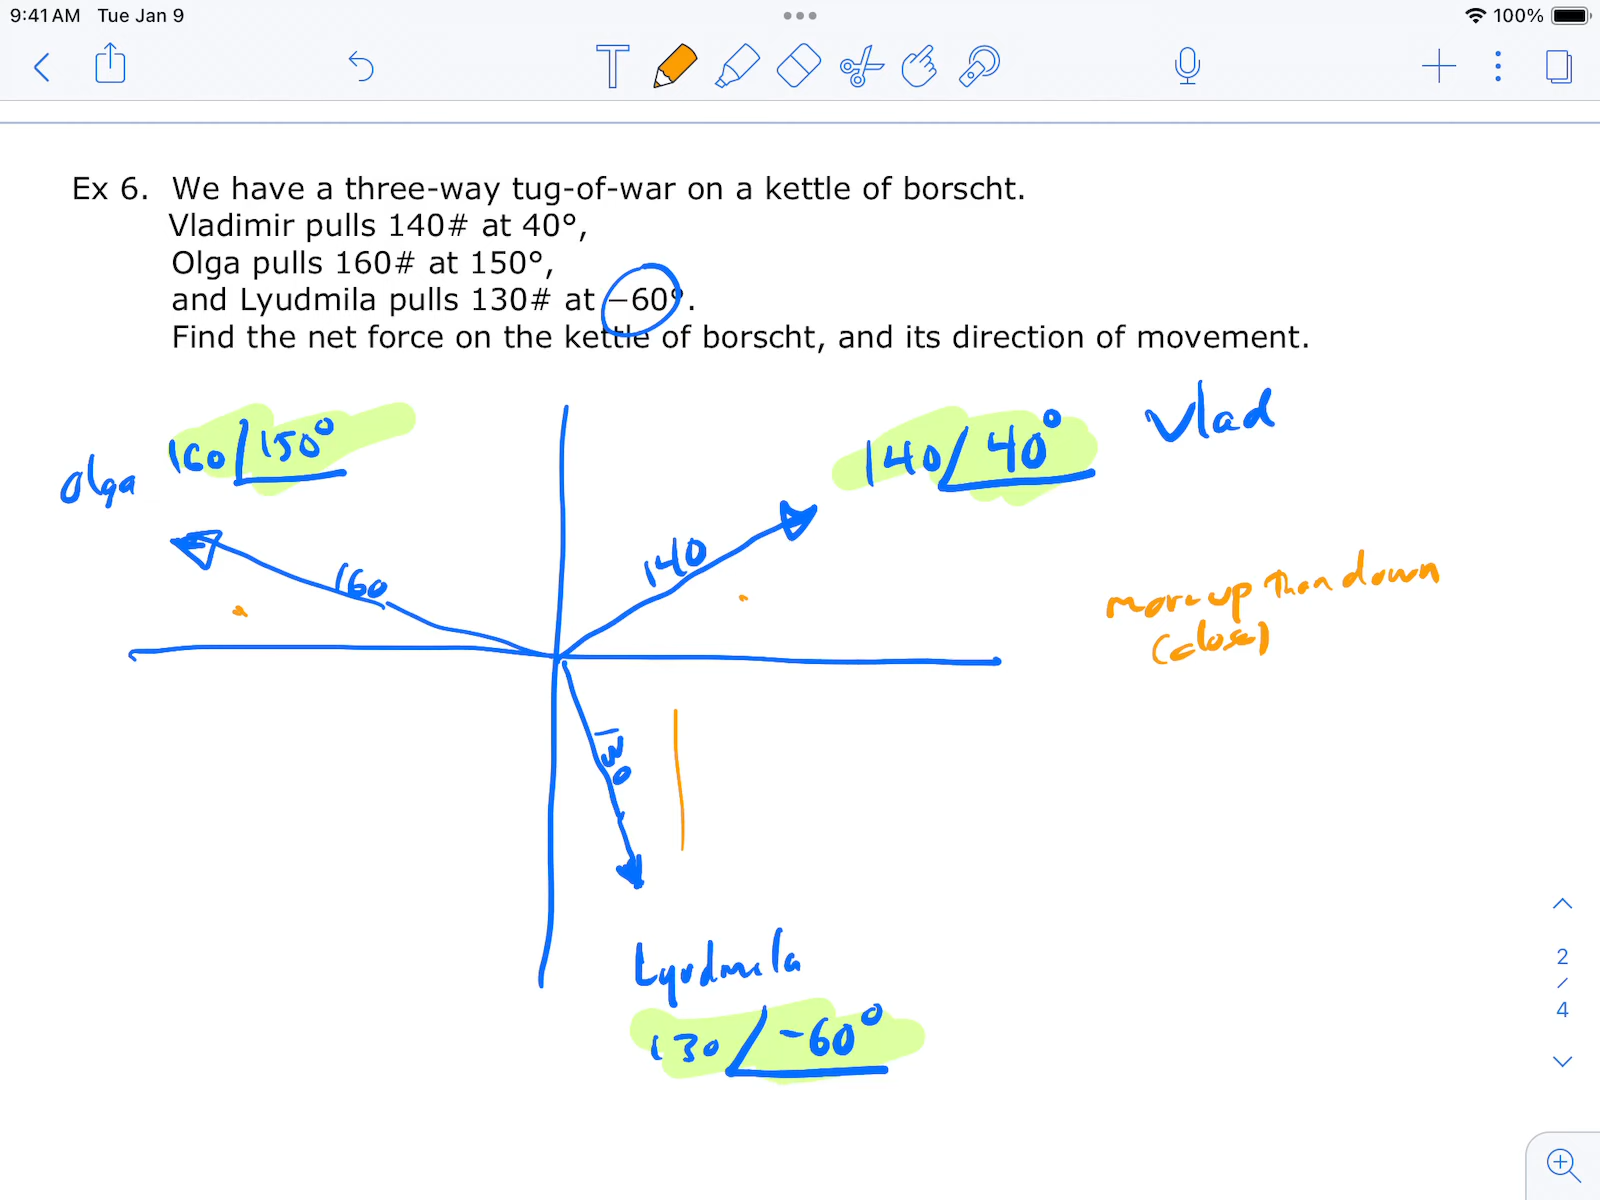 9:41 AM Tue Jan 9
100%
Ex 6. We have a three-way tug-of-war on a kettle of borscht.
Vladimir pulls 140# at 40°,
Olga pulls 160# at 150°,
and Lyudmila pulls 130# at −60°.
Find the net force on the kettle of borscht, and its direction of movement.
Vlad
160/150°
140/40°
Olga
140
160
more up than down
(close)
130
Lyudmila
130/-60°
2
/
4